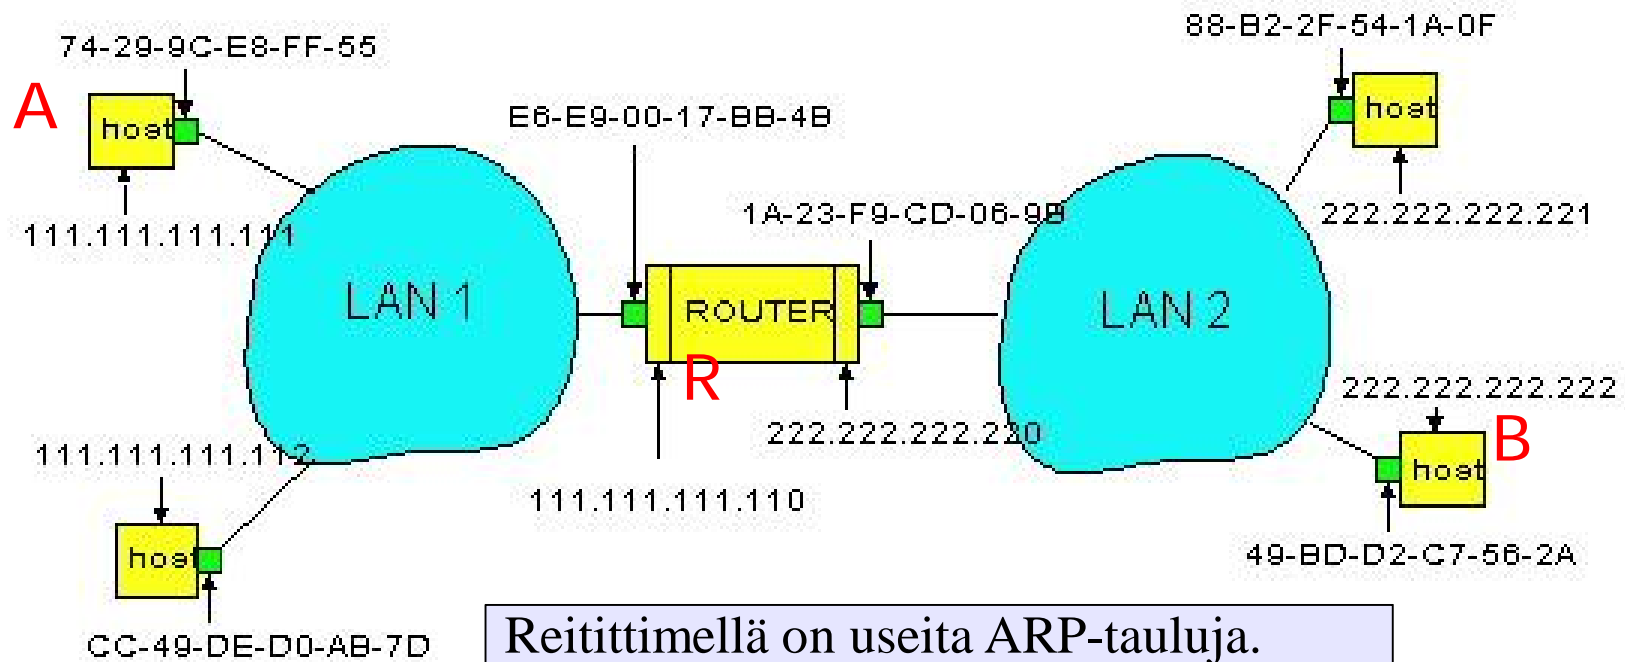 88-B2-2F-54-1A-0F
74-29-9C-E8-FF-55
A
host
E6-E9-00-17-BB-4B
host
111.111.111.111
1A-23-F9-CD-06-9B
222.222.222.221
LAN 1
ROUTER
LAN 2
R
222.222.222.222
111.111.111.112
222.222.222.220
B
host
111.111.111.110
host
49-BD-D2-C7-56-2A
CC-49-DE-D0-AB-7D
Reitittimellä on useita ARP-tauluja.